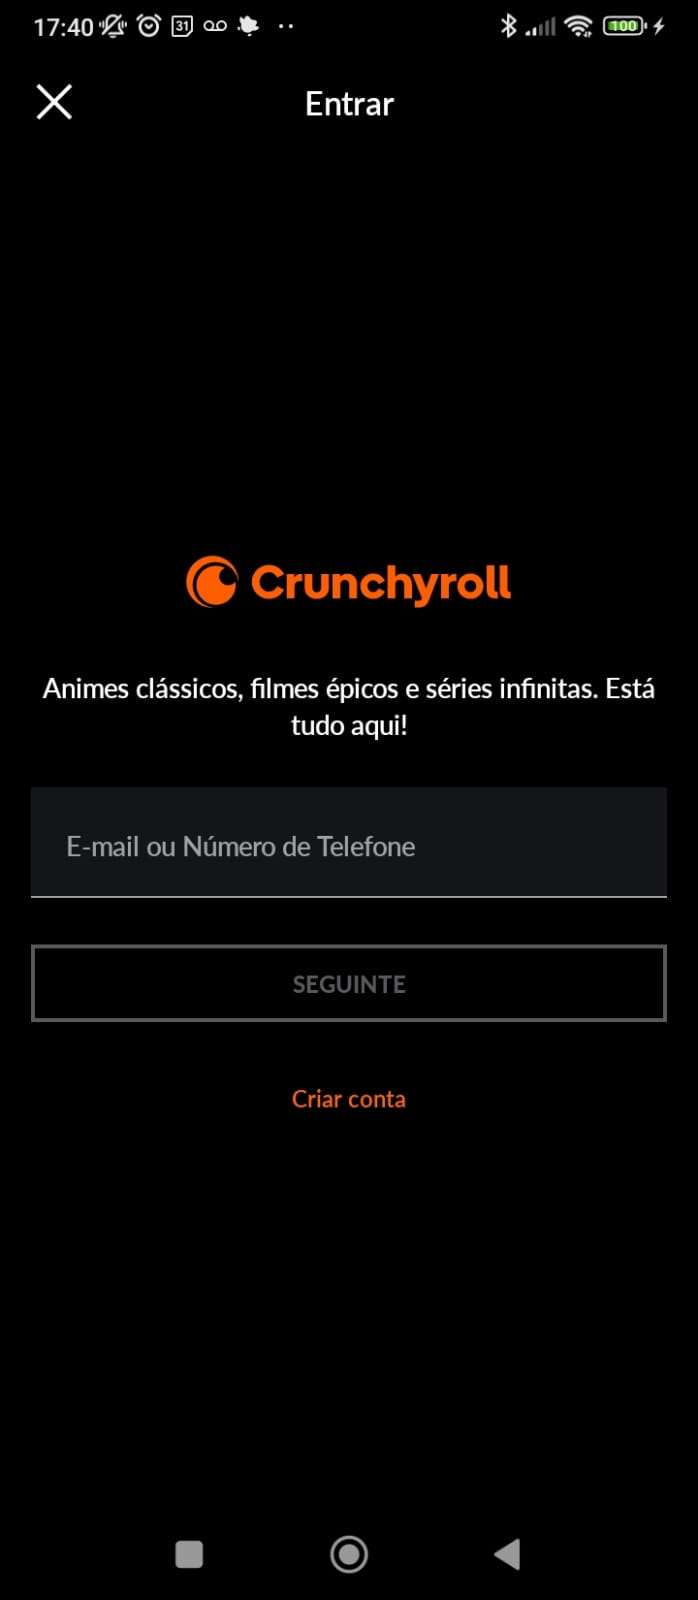 17:40 31 100
Entrar
Crunchyroll
Animes clássicos, filmes épicos e séries infinitas. Está
tudo aqui!
E-mail ou Número de Telefone
SEGUINTE
Criar conta